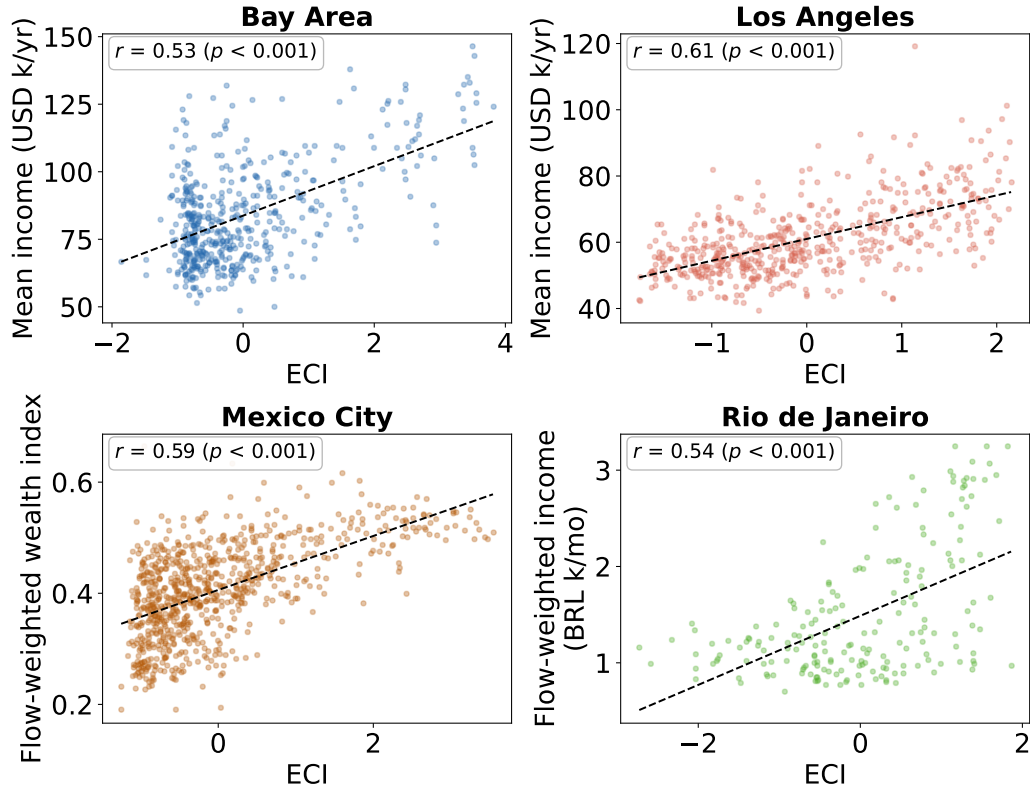 Bay Area
r = 0.53 (p < 0.001)
Mean income (USD k/yr)
150
125
100
75
50
−2
0
2
4
ECI
Los Angeles
r = 0.61 (p < 0.001)
Mean income (USD k/yr)
120
100
80
60
40
−1
0
1
2
ECI
Mexico City
r = 0.59 (p < 0.001)
Flow-weighted wealth index
0.6
0.4
0.2
0
2
ECI
Rio de Janeiro
r = 0.54 (p < 0.001)
Flow-weighted income
(BRL k/mo)
3
2
1
−2
0
2
ECI